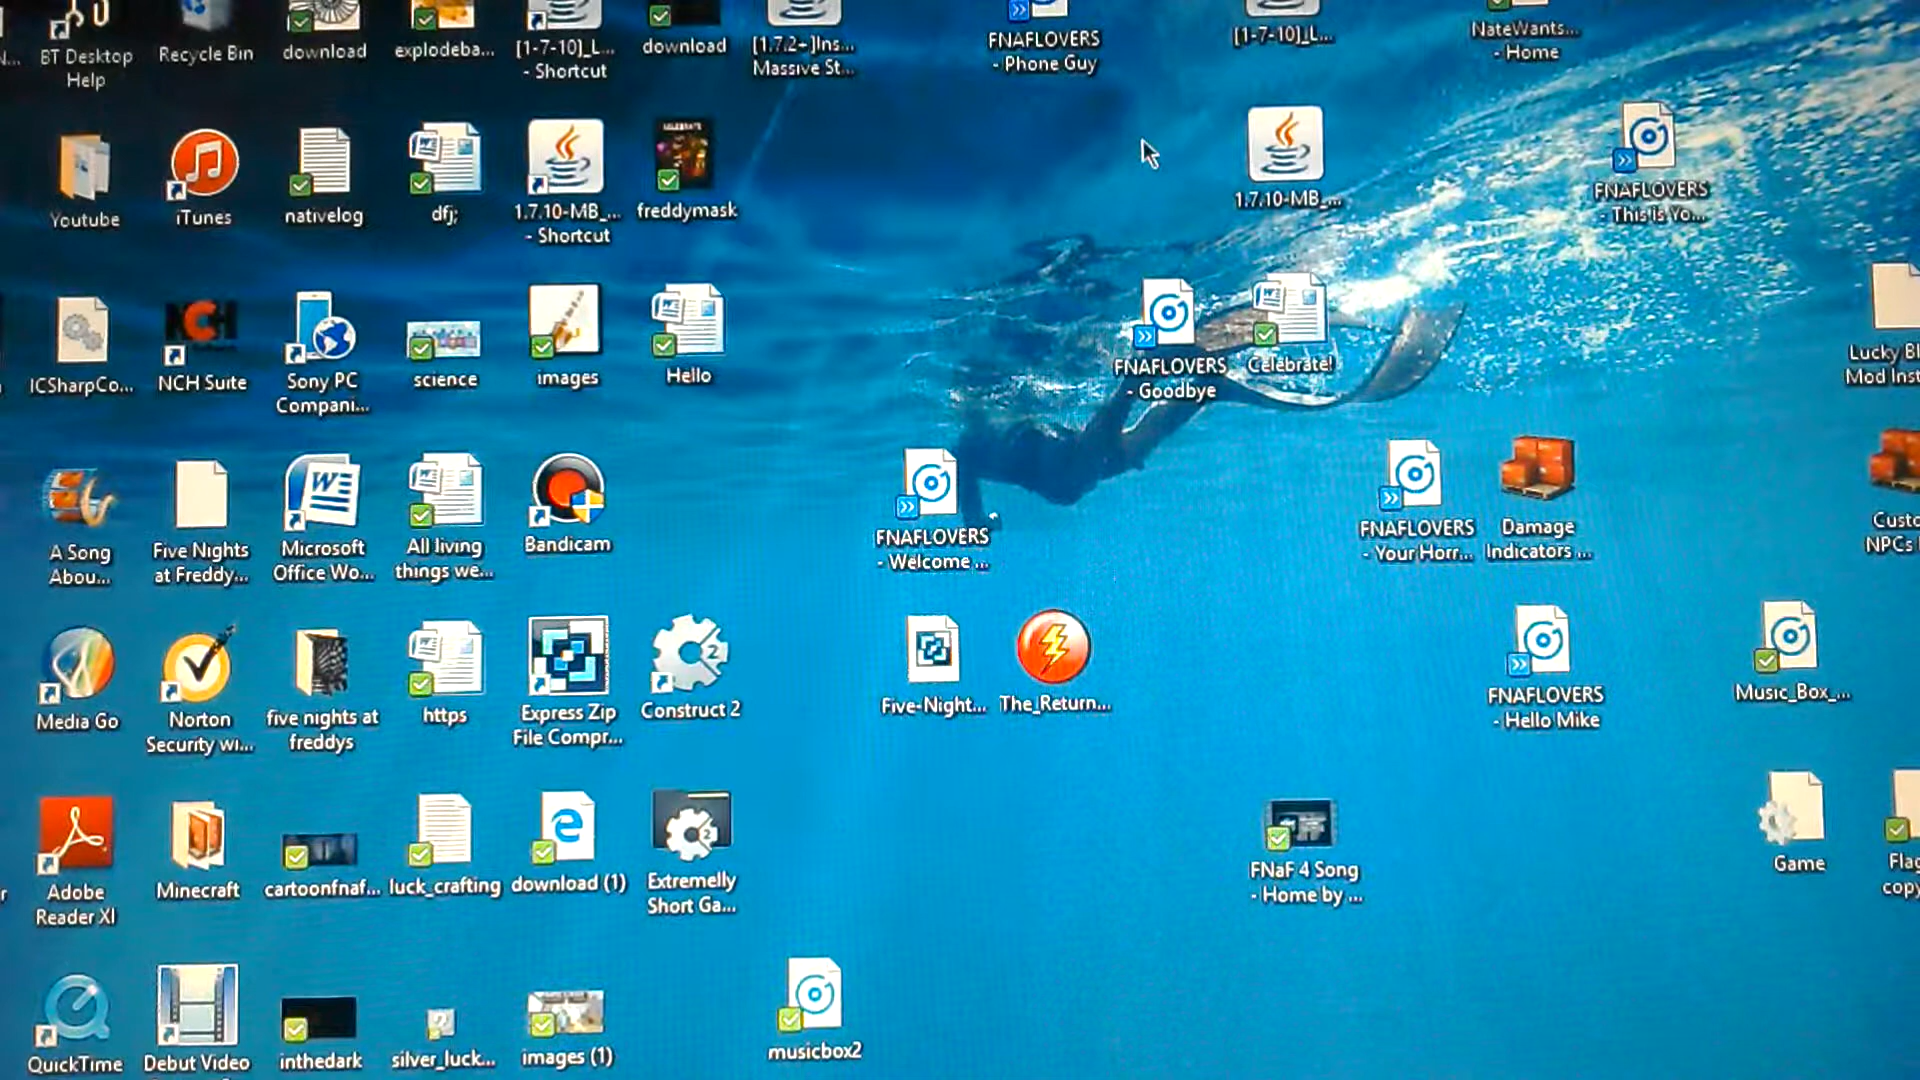 BT Desktop
Help
Recycle Bin
download
explodeba...
[1-7-10]_L...
- Shortcut
download
[1.7.2+]Ins...
Massive St...
FNAFLOVERS
- Phone Guy
[1-7-10]_L...
NateWants...
- Home
Youtube
iTunes
nativelog
dfj;
1.7.10-MB_...
- Shortcut
CELEBRATE
freddymask
1.7.10-MB_...
FNAFLOVERS
- This is Yo...
ICSharpCo...
NCH
NCH Suite
Sony PC
Compani...
science
images
Hello
FNAFLOVERS
- Goodbye
Celebrate!
Lucky Bl
Mod Inst
A Song
Abou...
Five Nights
at Freddy...
Microsoft
Office Wo...
All living
things we...
Bandicam
FNAFLOVERS
- Welcome ...
FNAFLOVERS
- Your Horr...
Damage
Indicators ...
Custo
NPCs
Media Go
Norton
Security wi...
five nights at
freddys
https
Express Zip
File Compr...
Construct 2
Five-Night...
The_Return...
FNAFLOVERS
- Hello Mike
Music_Box_...
Adobe
Reader XI
Minecraft
cartoonfnaf...
luck_crafting
download (1)
Extremelly
Short Ga...
FNaF 4 Song
- Home by ...
Game
Flag
copy
QuickTime
Debut Video
inthedark
silver_luck...
images (1)
musicbox2